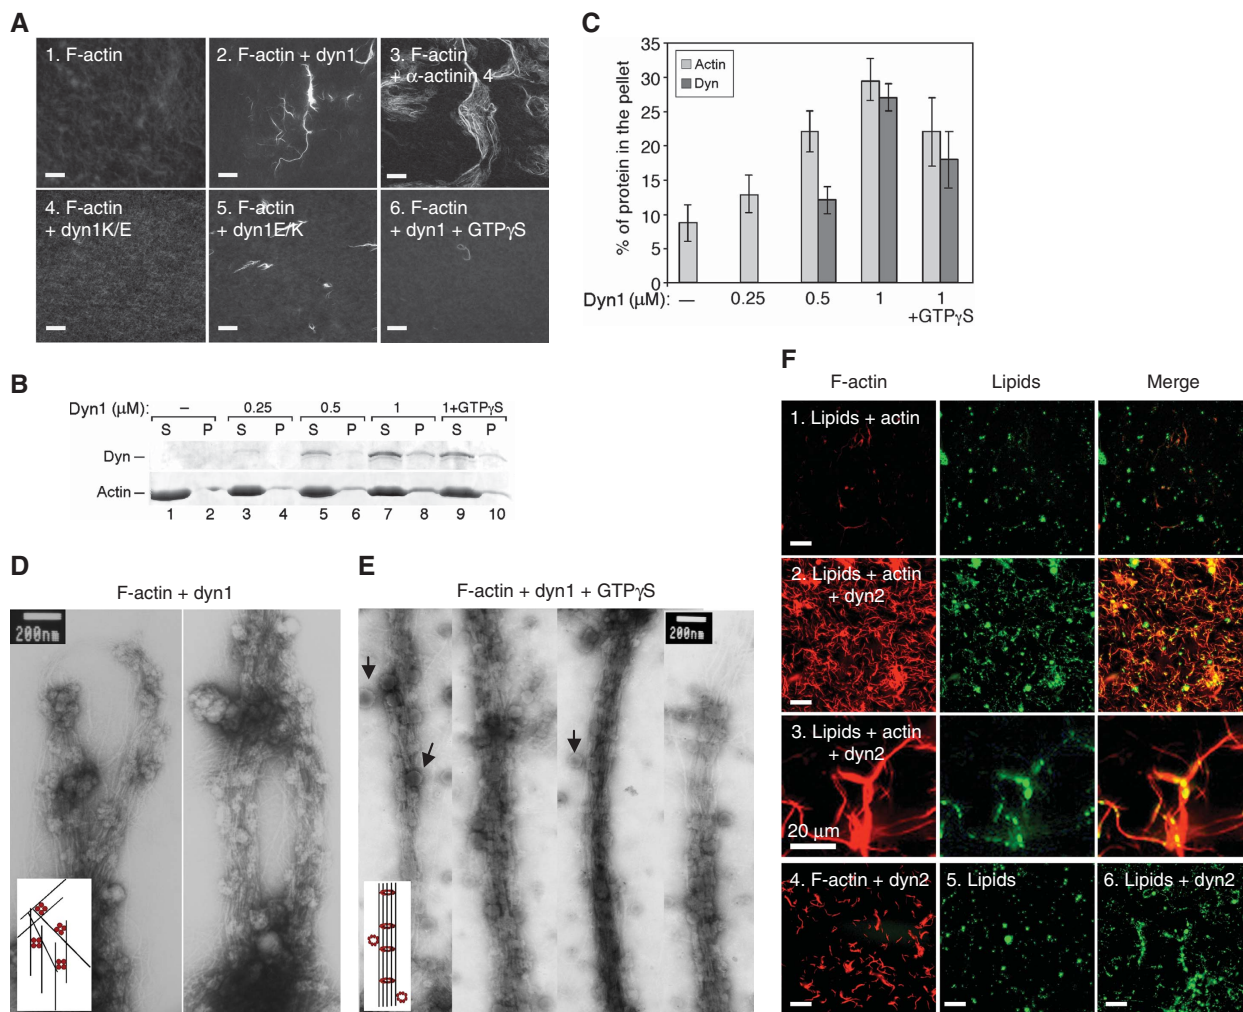 A
1. F-actin
2. F-actin + dyn1
3. F-actin
+ α-actinin 4
4. F-actin
+ dyn1K/E
5. F-actin
+ dyn1E/K
6. F-actin
+ dyn1 + GTPγS
B
Dyn1 (μM): – 0.25 0.5 1 1+GTPγS
S P S P S P S P S P
Dyn –
Actin –
1 2 3 4 5 6 7 8 9 10
C
% of protein in the pellet
35
30
25
20
15
10
5
0
Actin
Dyn
Dyn1 (μM): — 0.25 0.5 1 1
+GTPγS
D
F-actin + dyn1
200nm
E
F-actin + dyn1 + GTPγS
200nm
F
F-actin Lipids Merge
1. Lipids + actin
2. Lipids + actin
+ dyn2
3. Lipids + actin
+ dyn2
20 μm
4. F-actin + dyn2
5. Lipids
6. Lipids + dyn2